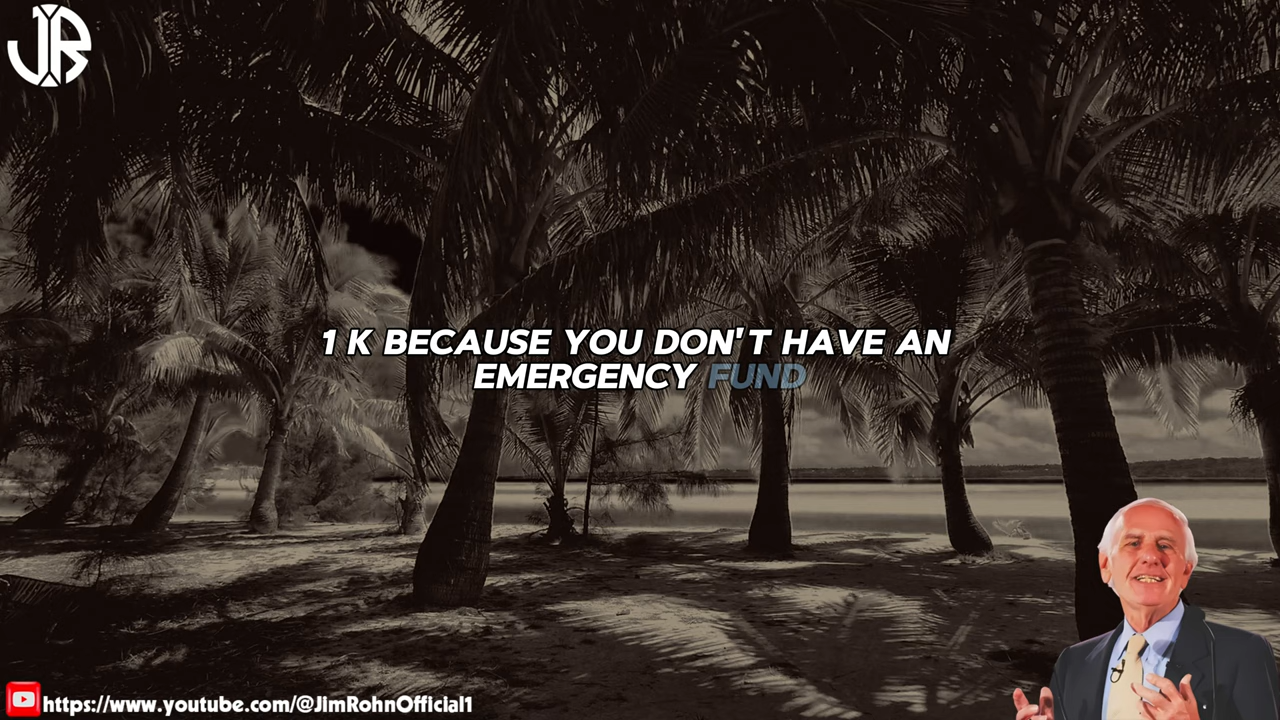 JR
1 K BECAUSE YOU DON'T HAVE AN
EMERGENCY FUND
https://www.youtube.com/@JimRohnOfficial1